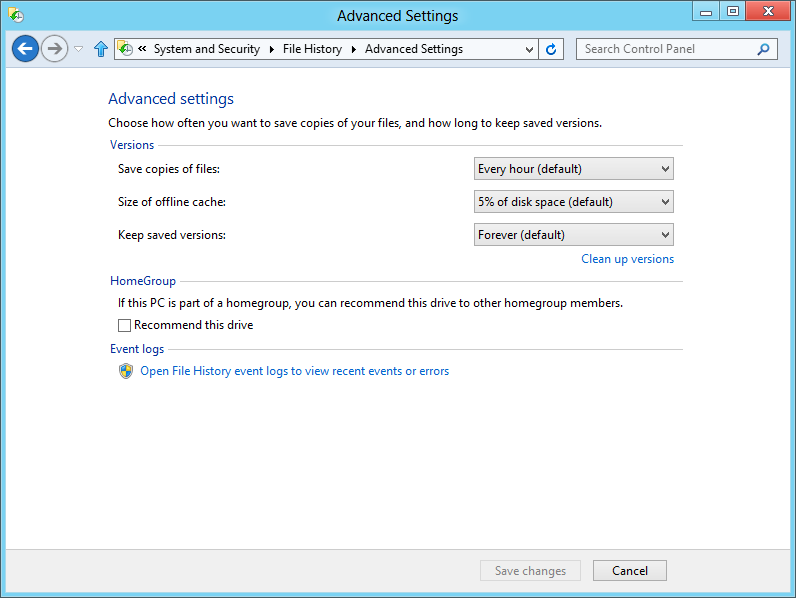 Advanced Settings
« System and Security ▸ File History ▸ Advanced Settings
Search Control Panel
Advanced settings
Choose how often you want to save copies of your files, and how long to keep saved versions.
Versions
Save copies of files: Every hour (default)
Size of offline cache: 5% of disk space (default)
Keep saved versions: Forever (default)
Clean up versions
HomeGroup
If this PC is part of a homegroup, you can recommend this drive to other homegroup members.
Recommend this drive
Event logs
Open File History event logs to view recent events or errors
Save changes Cancel